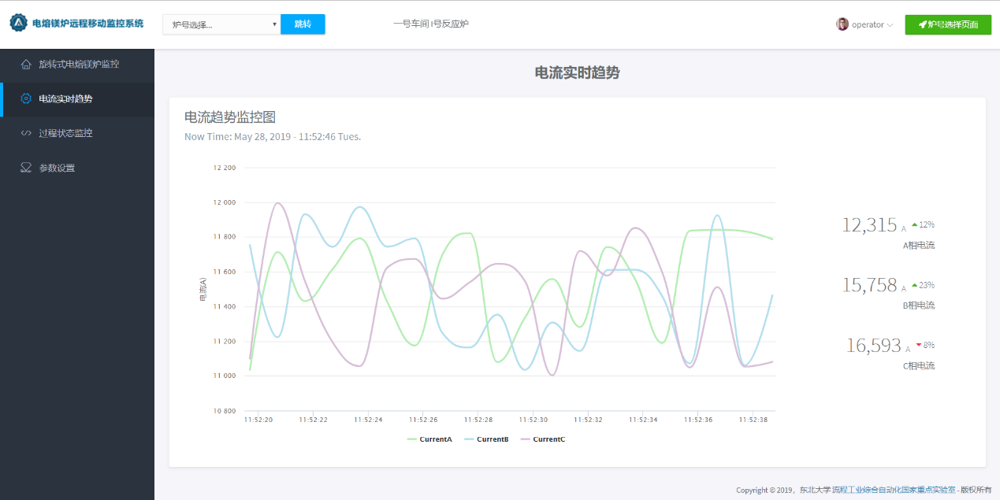 电熔镁炉远程移动监控系统
炉号选择...
跳转
一号车间1号反应炉
operator
炉号选择页面
旋转式电熔镁炉监控
电流实时趋势
过程状态监控
参数设置
电流实时趋势
电流趋势监控图
Now Time: May 28, 2019 - 11:52:46 Tues.
12 200
12 000
11 800
11 600
11 400
11 200
11 000
10 800
电流(A)
11:52:20 11:52:22 11:52:24 11:52:26 11:52:28 11:52:30 11:52:32 11:52:34 11:52:36 11:52:38
CurrentA CurrentB CurrentC
12,315 A 12%
A相电流
15,758 A 23%
B相电流
16,593 A 8%
C相电流
Copyright © 2019，东北大学 流程工业综合自动化国家重点实验室 - 版权所有